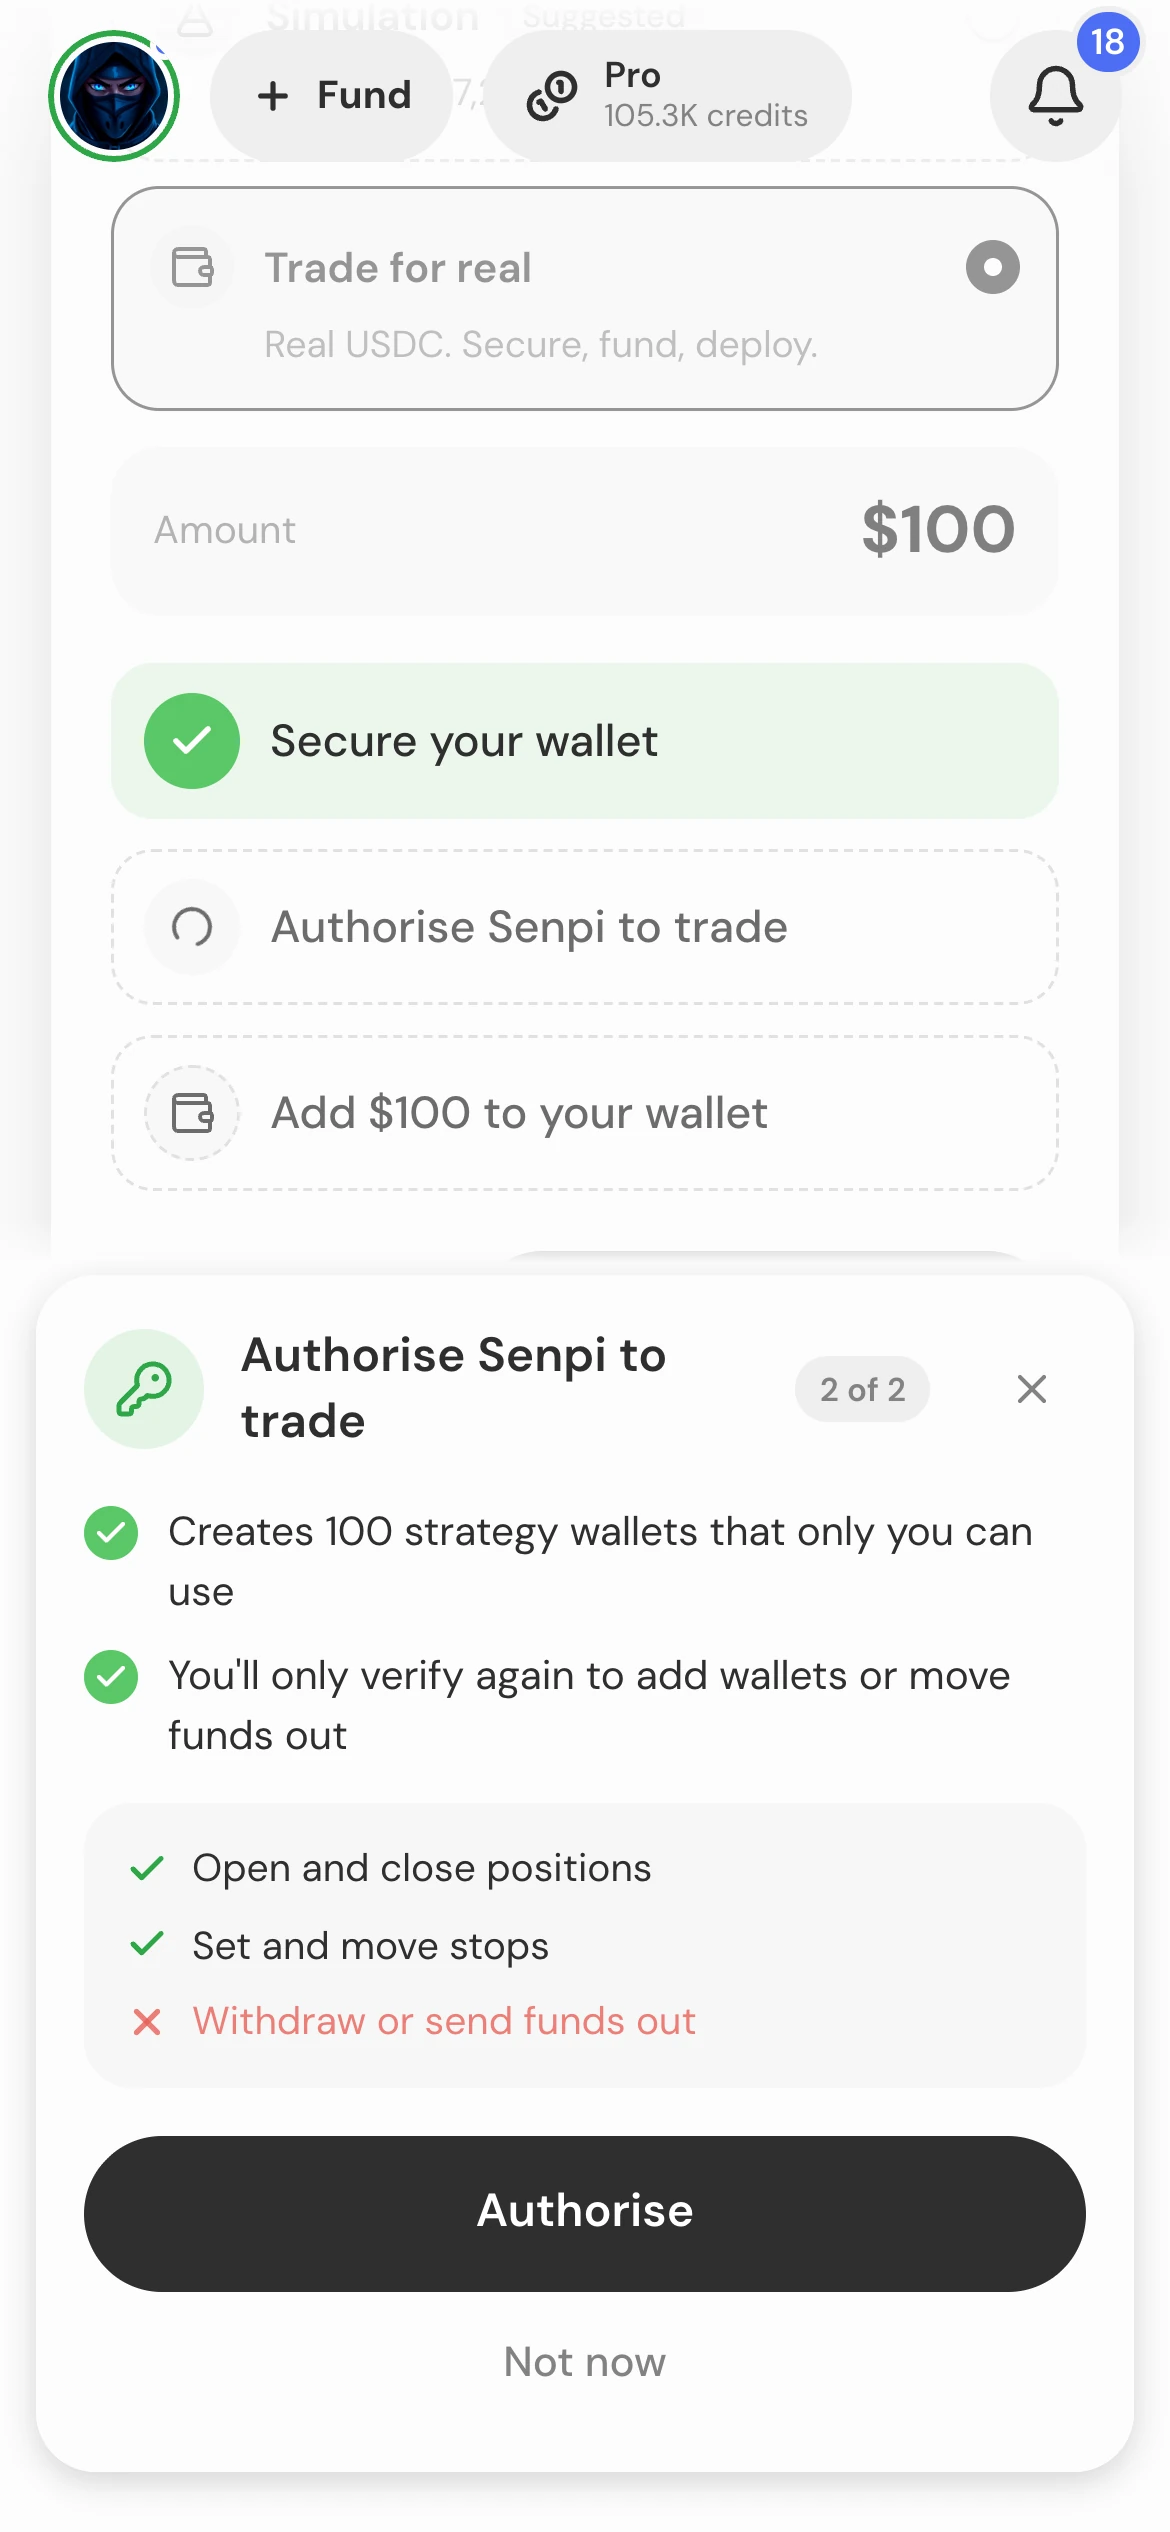 Simulation Suggested
Fund
Pro
105.3K credits
18
Trade for real
Real USDC. Secure, fund, deploy.
Amount
$100
Secure your wallet
Authorise Senpi to trade
Add $100 to your wallet
Authorise Senpi to
trade
2 of 2
Creates 100 strategy wallets that only you can
use
You'll only verify again to add wallets or move
funds out
Open and close positions
Set and move stops
Withdraw or send funds out
Authorise
Not now